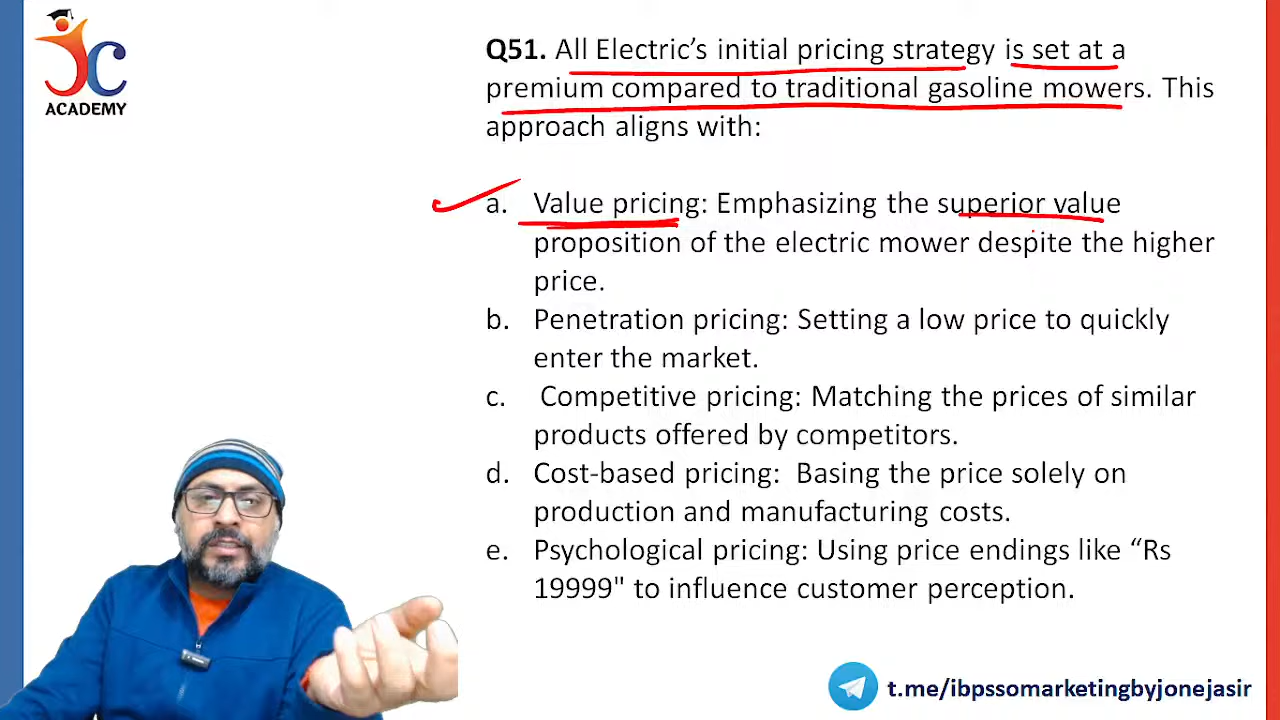 JC
ACADEMY
Q51. All Electric’s initial pricing strategy is set at a
premium compared to traditional gasoline mowers. This
approach aligns with:
a. Value pricing: Emphasizing the superior value
proposition of the electric mower despite the higher
price.
b. Penetration pricing: Setting a low price to quickly
enter the market.
c. Competitive pricing: Matching the prices of similar
products offered by competitors.
d. Cost-based pricing: Basing the price solely on
production and manufacturing costs.
e. Psychological pricing: Using price endings like “Rs
19999" to influence customer perception.
t.me/ibpssomarketingbyjonejasir